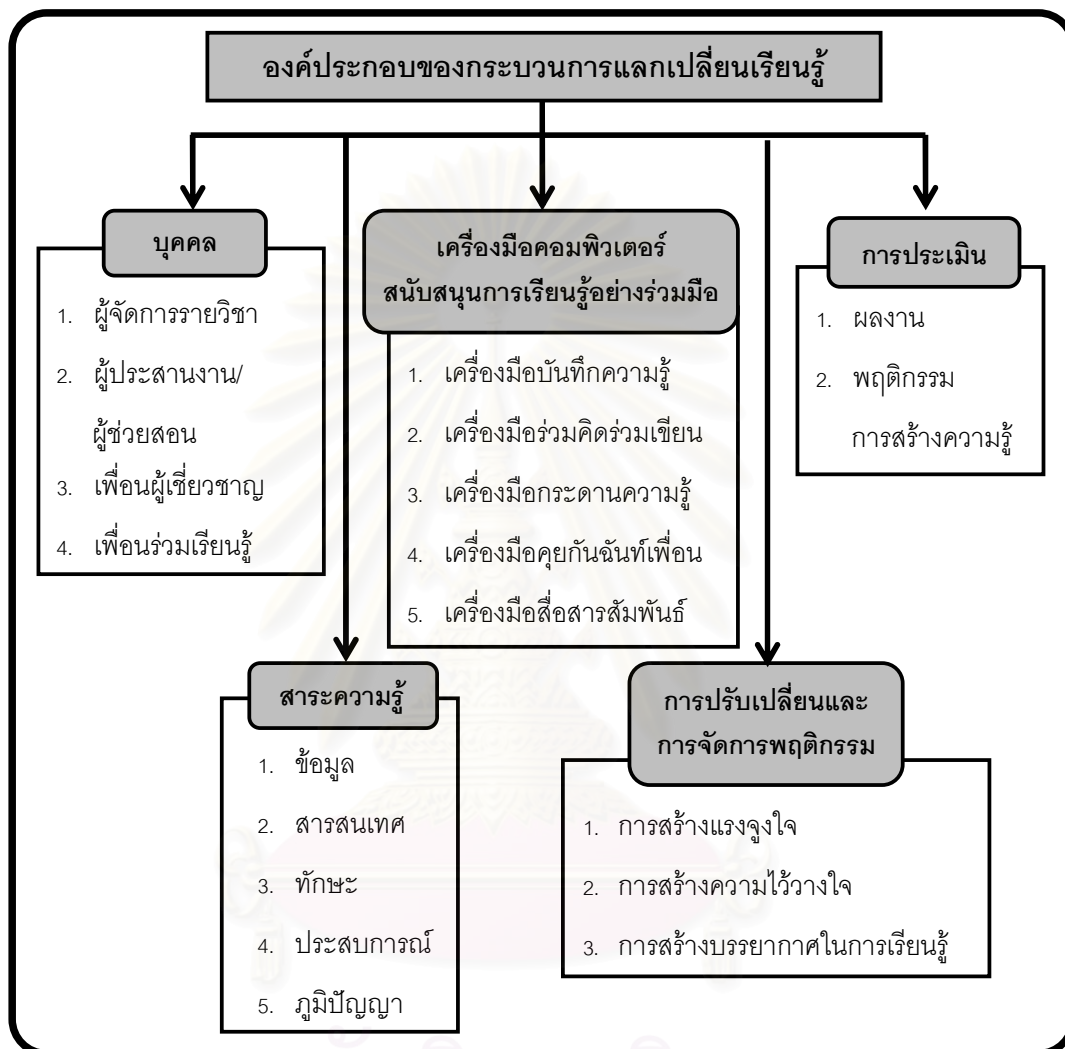 องค์ประกอบของกระบวนการแลกเปลี่ยนเรียนรู้
บุคคล
1. ผู้จัดการรายวิชา
2. ผู้ประสานงาน/
ผู้ช่วยสอน
3. เพื่อนผู้เชี่ยวชาญ
4. เพื่อนร่วมเรียนรู้
เครื่องมือคอมพิวเตอร์
สนับสนุนการเรียนรู้อย่างร่วมมือ
1. เครื่องมือบันทึกความรู้
2. เครื่องมือร่วมคิดร่วมเขียน
3. เครื่องมือกระดานความรู้
4. เครื่องมือคุยกันฉันท์เพื่อน
5. เครื่องมือสื่อสารสัมพันธ์
การประเมิน
1. ผลงาน
2. พฤติกรรม
การสร้างความรู้
สาระความรู้
1. ข้อมูล
2. สารสนเทศ
3. ทักษะ
4. ประสบการณ์
5. ภูมิปัญญา
การปรับเปลี่ยนและ
การจัดการพฤติกรรม
1. การสร้างแรงจูงใจ
2. การสร้างความไว้วางใจ
3. การสร้างบรรยากาศในการเรียนรู้